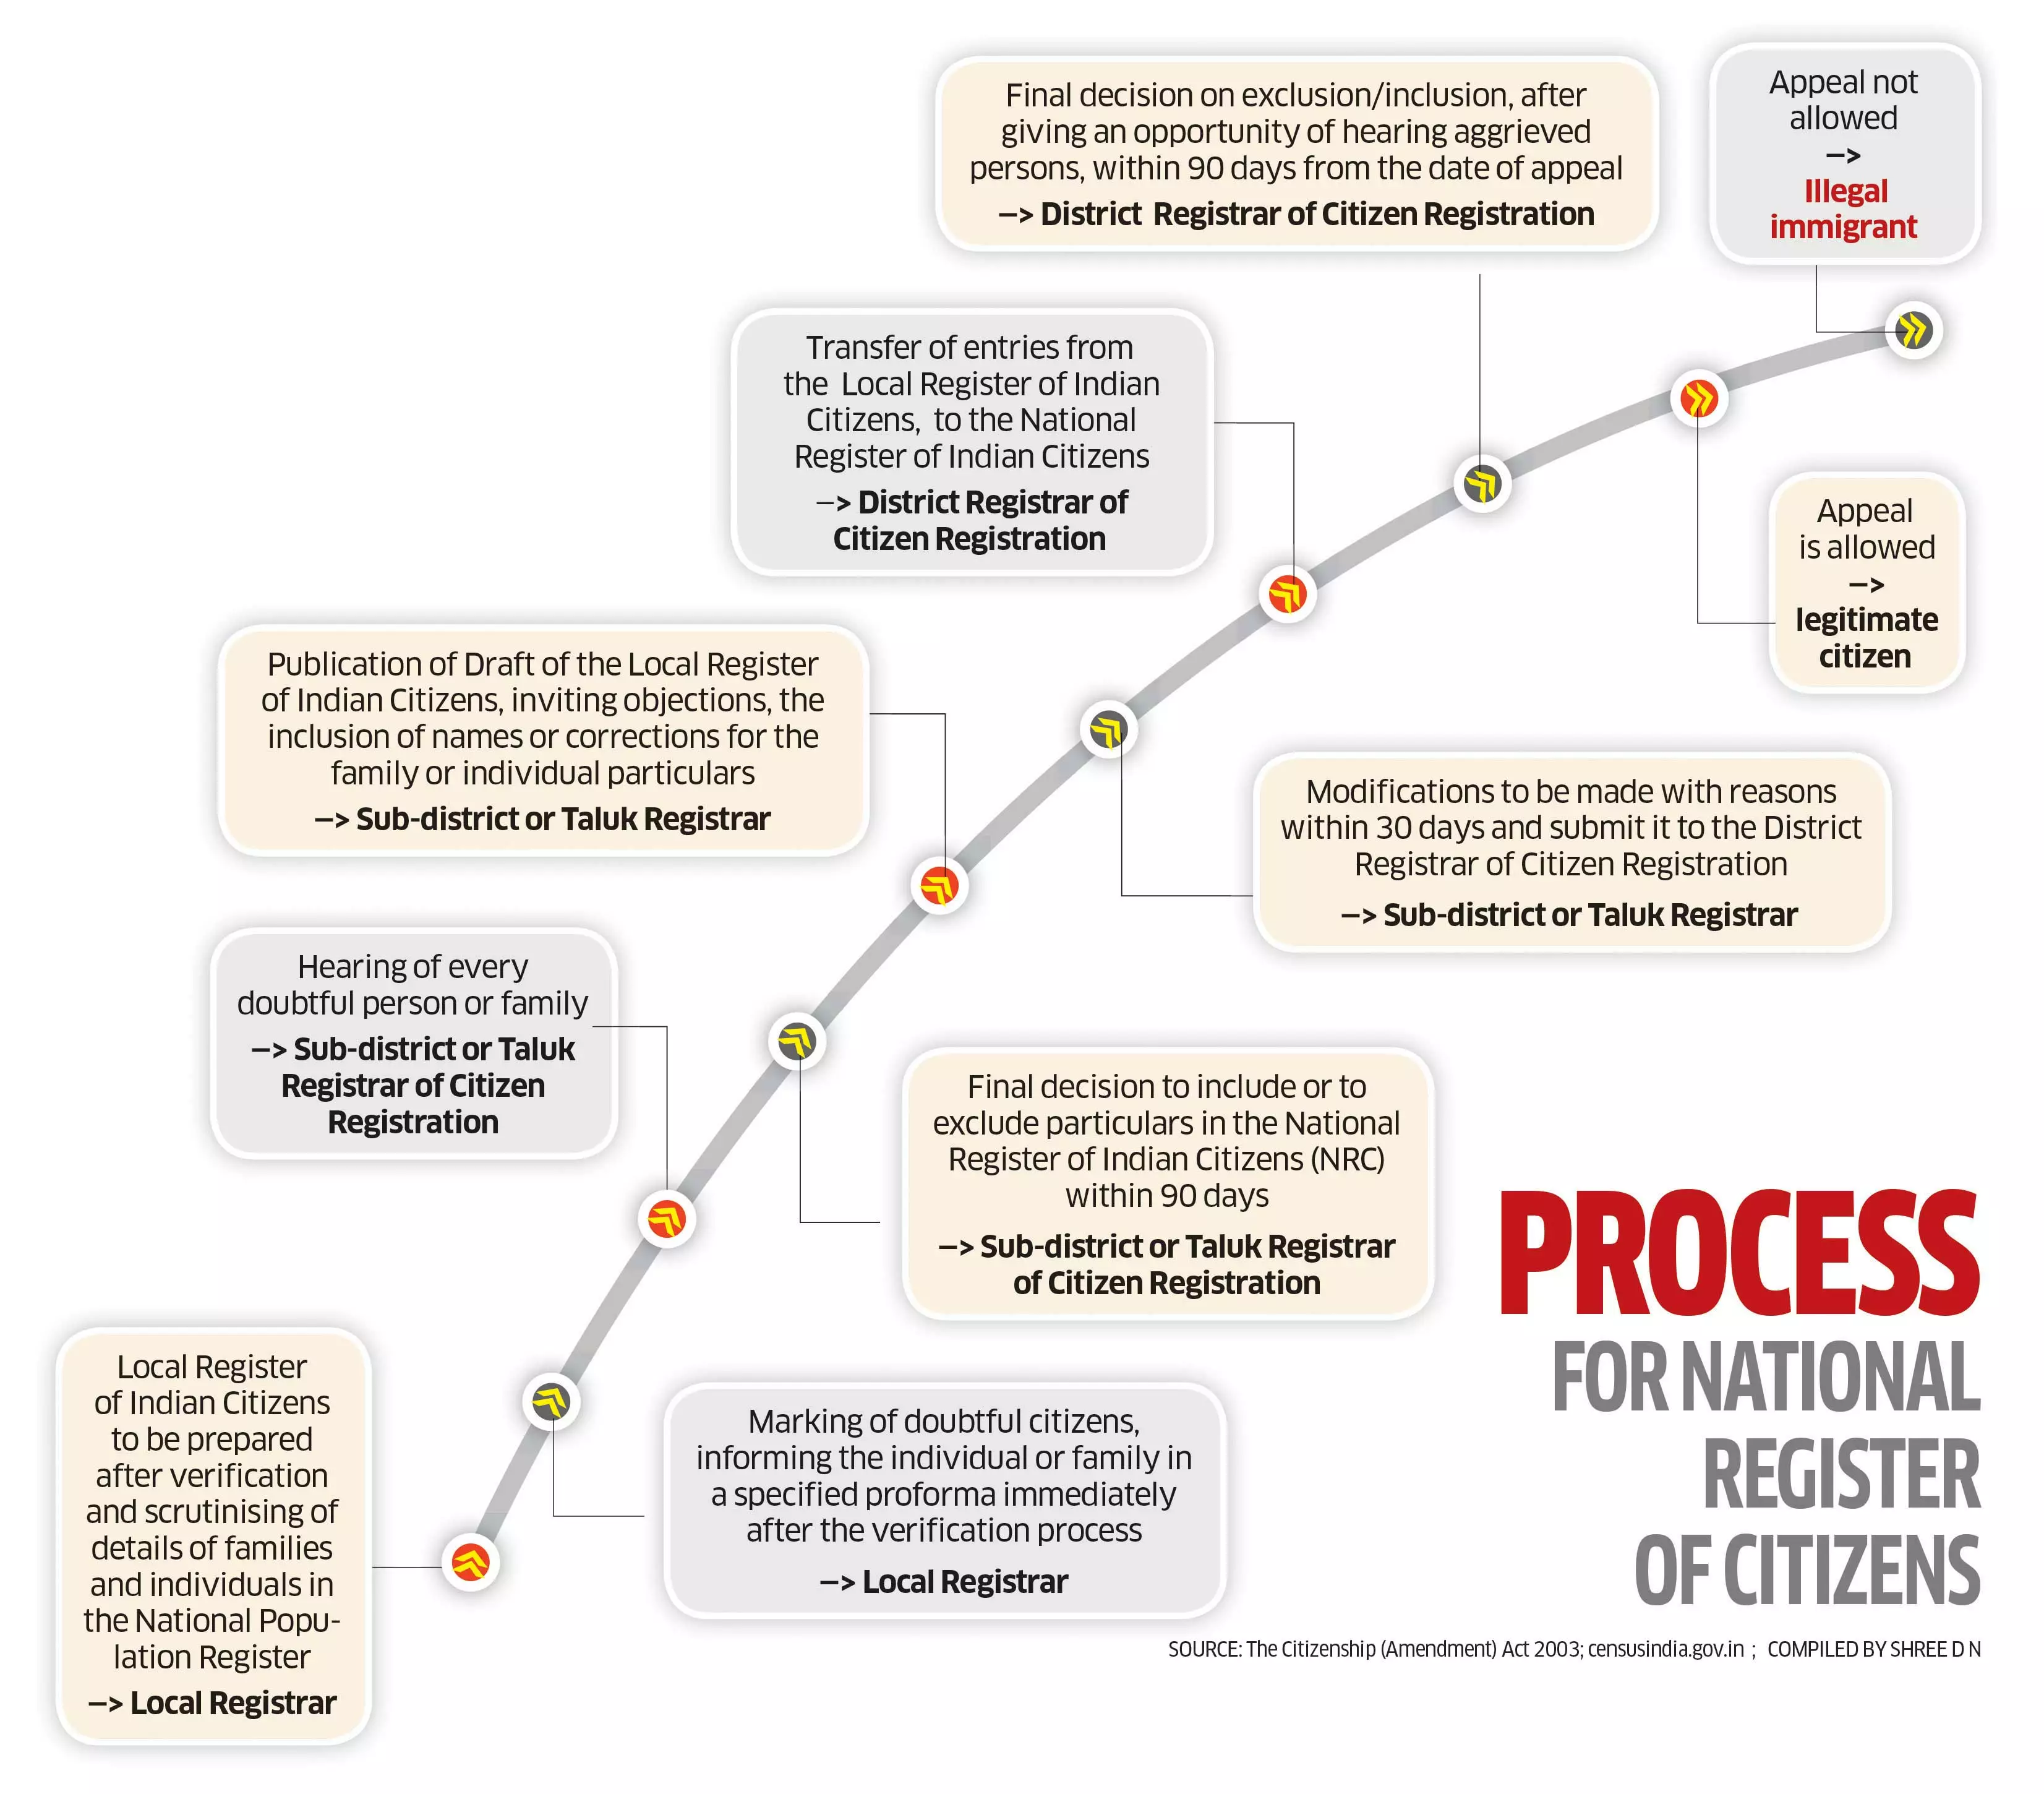 Local Register
of Indian Citizens
to be prepared
after verification
and scrutinising of
details of families
and individuals in
the National Popu-
lation Register
—> Local Registrar
Marking of doubtful citizens,
informing the individual or family in
a specified proforma immediately
after the verification process
—> Local Registrar
Hearing of every
doubtful person or family
—> Sub-district or Taluk
Registrar of Citizen
Registration
Final decision to include or to
exclude particulars in the National
Register of Indian Citizens (NRC)
within 90 days
—> Sub-district or Taluk Registrar
of Citizen Registration
Publication of Draft of the Local Register
of Indian Citizens, inviting objections, the
inclusion of names or corrections for the
family or individual particulars
—> Sub-district or Taluk Registrar
Modifications to be made with reasons
within 30 days and submit it to the District
Registrar of Citizen Registration
—> Sub-district or Taluk Registrar
Transfer of entries from
the Local Register of Indian
Citizens, to the National
Register of Indian Citizens
—> District Registrar of
Citizen Registration
Final decision on exclusion/inclusion, after
giving an opportunity of hearing aggrieved
persons, within 90 days from the date of appeal
—> District Registrar of Citizen Registration
Appeal
is allowed
—>
legitimate
citizen
Appeal not
allowed
—>
Illegal
immigrant
PROCESS
FOR NATIONAL
REGISTER
OF CITIZENS
SOURCE: The Citizenship (Amendment) Act 2003; censusindia.gov.in ; COMPILED BY SHREE D N